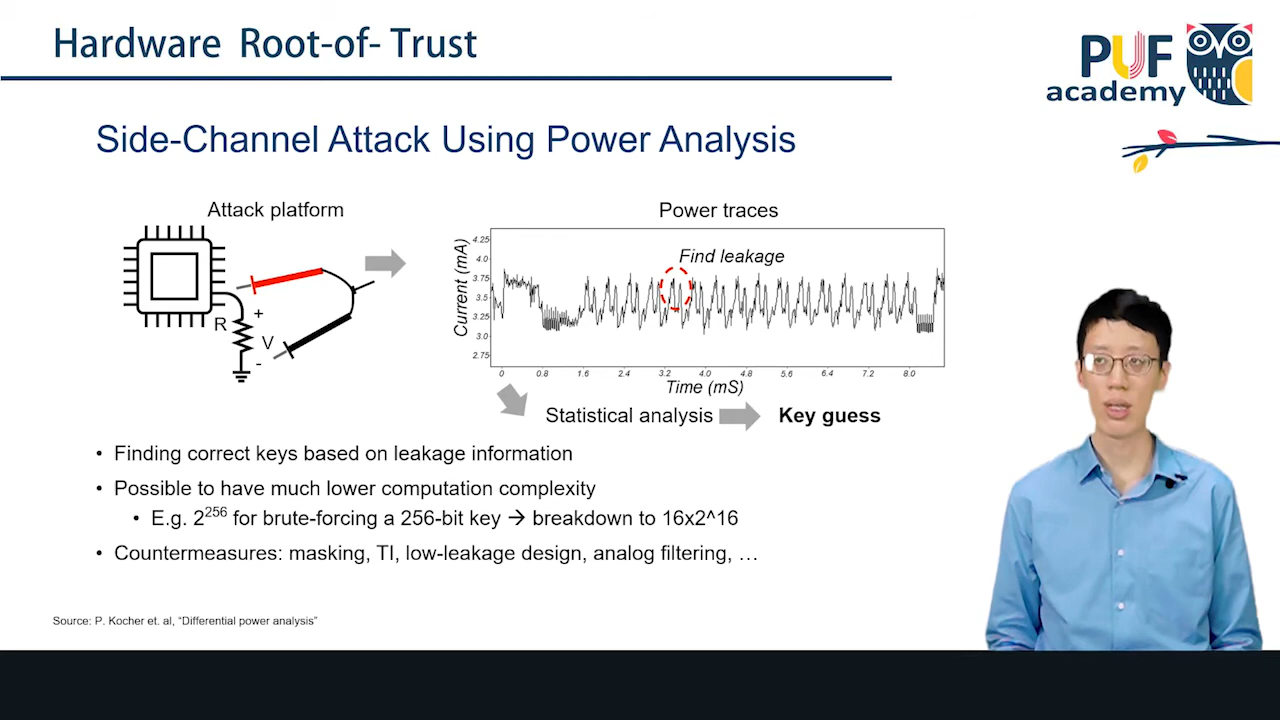 Hardware Root-of- Trust
PUF
academy
Side-Channel Attack Using Power Analysis
Attack platform
R
+
V
-
Power traces
Find leakage
Current (mA)
4.25
4.0
3.75
3.5
3.25
3.0
2.75
0 0.8 1.6 2.4 3.2 4.0 4.8 5.6 6.4 7.2 8.0
Time (mS)
Statistical analysis
Key guess
• Finding correct keys based on leakage information
• Possible to have much lower computation complexity
• E.g. 2^256 for brute-forcing a 256-bit key → breakdown to 16x2^16
• Countermeasures: masking, TI, low-leakage design, analog filtering, …
Source: P. Kocher et. al, “Differential power analysis”